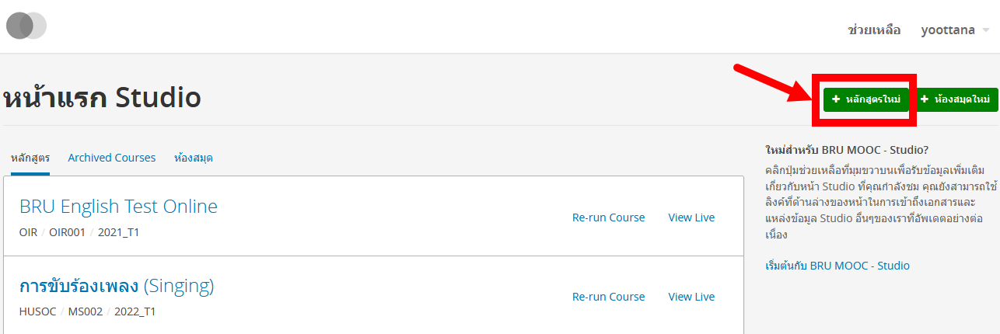 ช่วยเหลือ yoottana
หน้าแรก Studio
+ หลักสูตรใหม่ + ห้องสมุดใหม่
หลักสูตร Archived Courses ห้องสมุด
BRU English Test Online
OIR / OIR001 / 2021_T1
Re-run Course View Live
การขับร้องเพลง (Singing)
HUSOC / MS002 / 2022_T1
Re-run Course View Live
ใหม่สำหรับ BRU MOOC - Studio?
คลิกปุ่มช่วยเหลือที่มุมขวาบนเพื่อรับข้อมูลเพิ่มเติม
เกี่ยวกับหน้า Studio ที่คุณกำลังชม คุณยังสามารถใช้
ลิงค์ที่ด้านล่างของหน้าในการเข้าถึงเอกสารและ
แหล่งข้อมูล Studio อื่นๆของเราที่อัพเดตอย่างต่อ
เนื่อง
เริ่มต้นกับ BRU MOOC - Studio